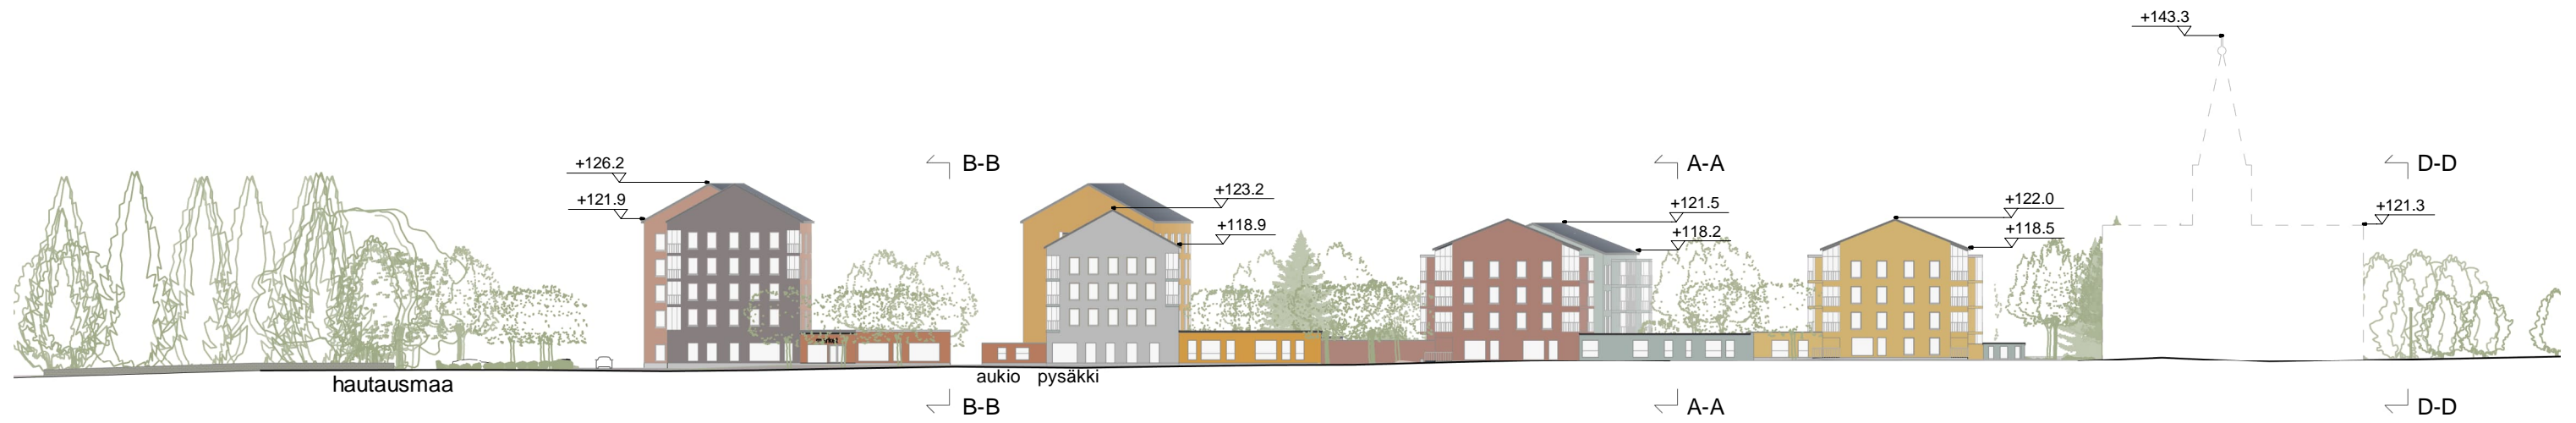 +143.3
+126.2
+121.9
B-B
+123.2
+118.9
A-A
+121.5
+118.2
+122.0
+118.5
D-D
+121.3
hautausmaa
aukio pysäkki
B-B
A-A
D-D